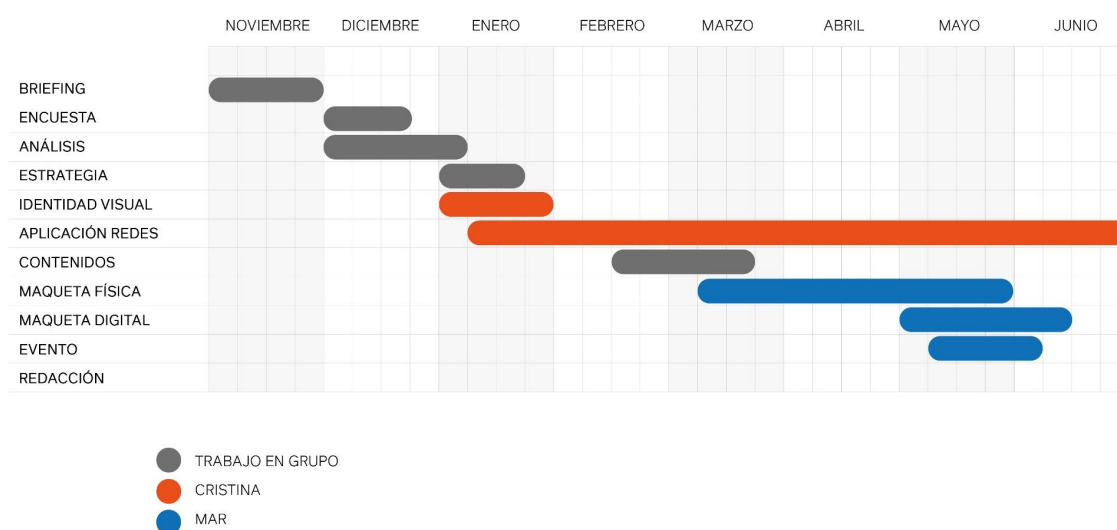 NOVIEMBRE DICIEMBRE ENERO FEBRERO MARZO ABRIL MAYO JUNIO
BRIEFING
ENCUESTA
ANÁLISIS
ESTRATEGIA
IDENTIDAD VISUAL
APLICACIÓN REDES
CONTENIDOS
MAQUETA FÍSICA
MAQUETA DIGITAL
EVENTO
REDACCIÓN
TRABAJO EN GRUPO
CRISTINA
MAR